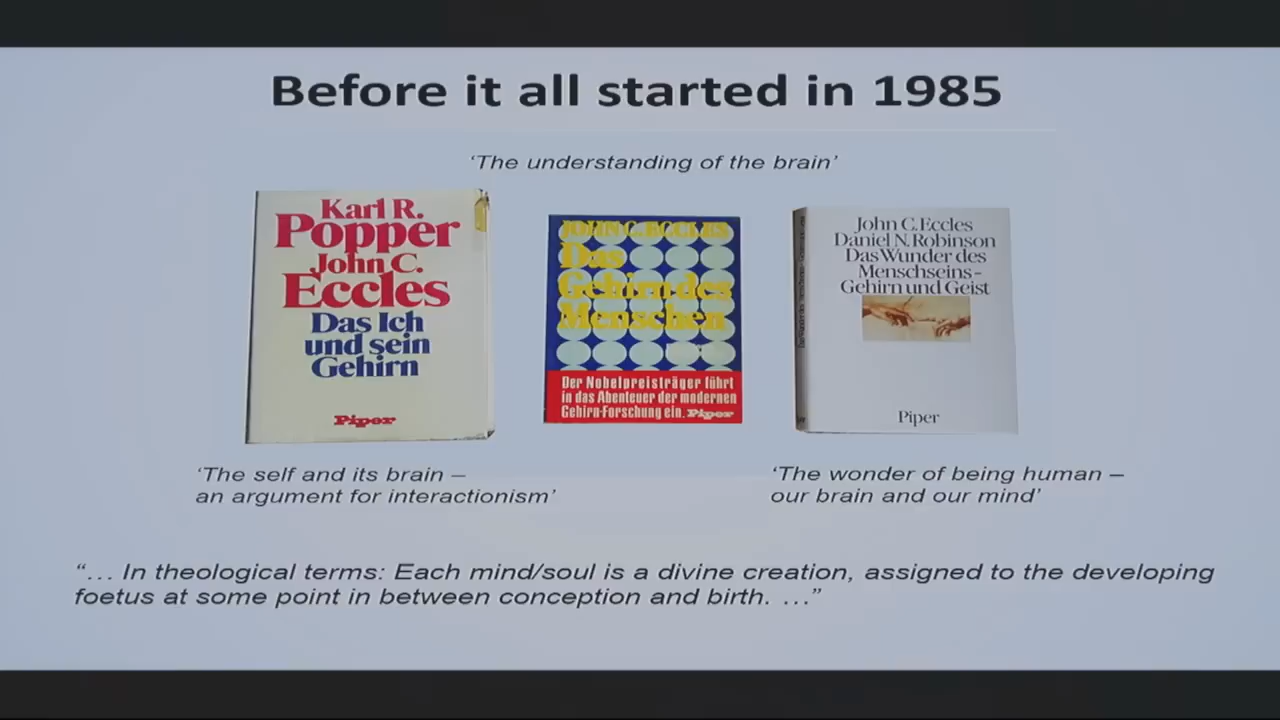 Before it all started in 1985
‘The understanding of the brain’
Karl R.
Popper
John C.
Eccles
Das Ich
und sein
Gehirn
Piper
JOHN C. ECCLES
Das
Gehirn des
Menschen
Der Nobelpreisträger führt
in das Abenteuer der modernen
Gehirn-Forschung ein. Piper
John C. Eccles
Daniel N. Robinson
Das Wunder des
Menschseins –
Gehirn und Geist
Piper
‘The self and its brain –
an argument for interactionism’
‘The wonder of being human –
our brain and our mind’
“… In theological terms: Each mind/soul is a divine creation, assigned to the developing
foetus at some point in between conception and birth. …”